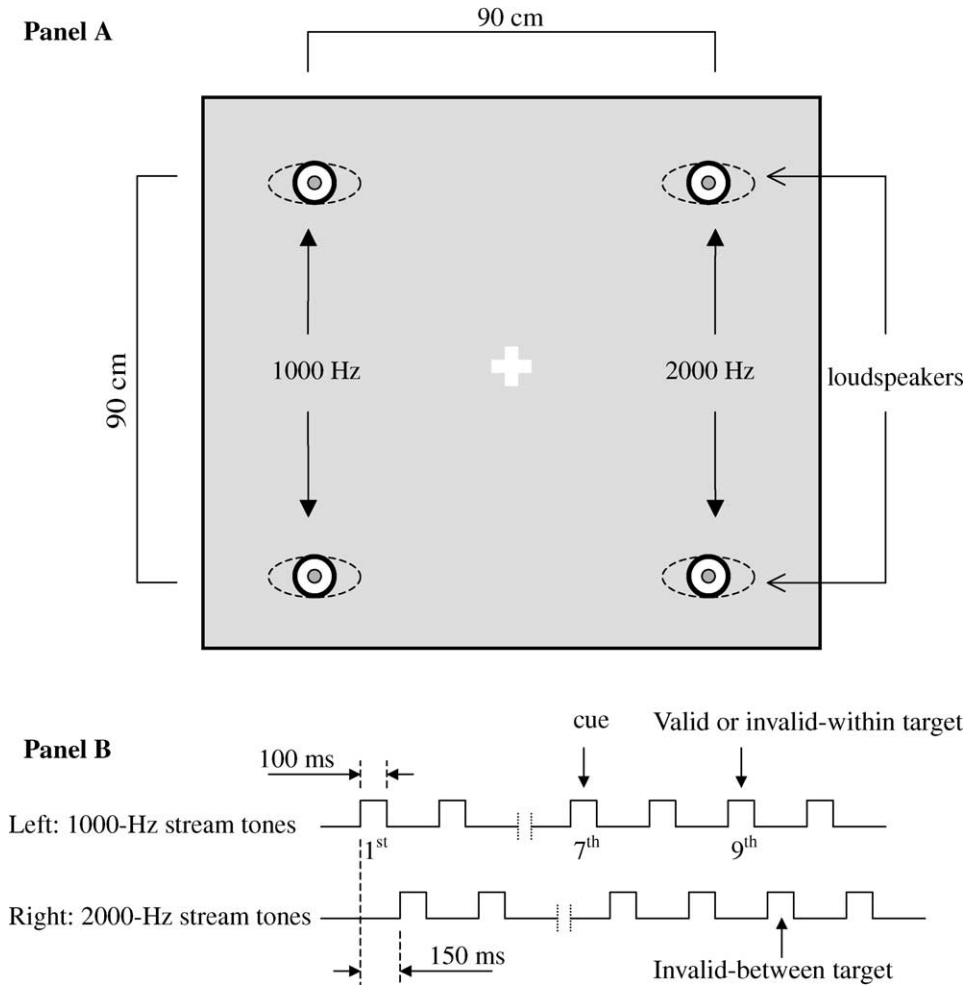 Panel A
90 cm
90 cm
1000 Hz
2000 Hz
loudspeakers
Panel B
cue
Valid or invalid-within target
100 ms
Left: 1000-Hz stream tones
1st
7th
9th
Right: 2000-Hz stream tones
150 ms
Invalid-between target